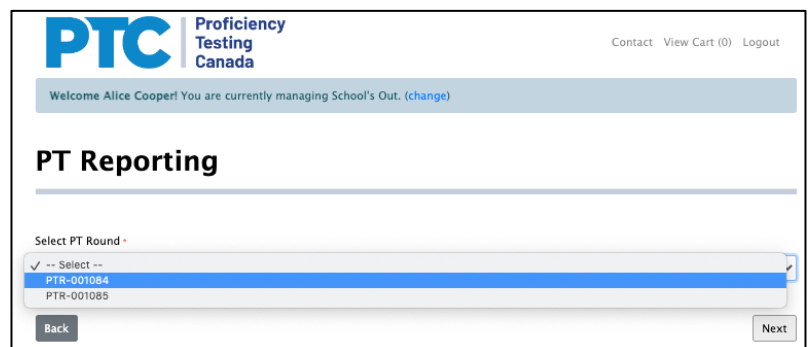 PTC
Proficiency
Testing
Canada
Contact View Cart (0) Logout
Welcome Alice Cooper! You are currently managing School's Out. (change)
PT Reporting
Select PT Round *
✓ -- Select --
PTR-001084
PTR-001085
Back
Next